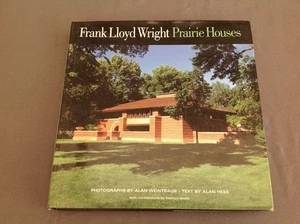 Frank Lloyd Wright Prairie Houses
PHOTOGRAPHS BY ALAN WEINTRAUB • TEXT BY ALAN HESS